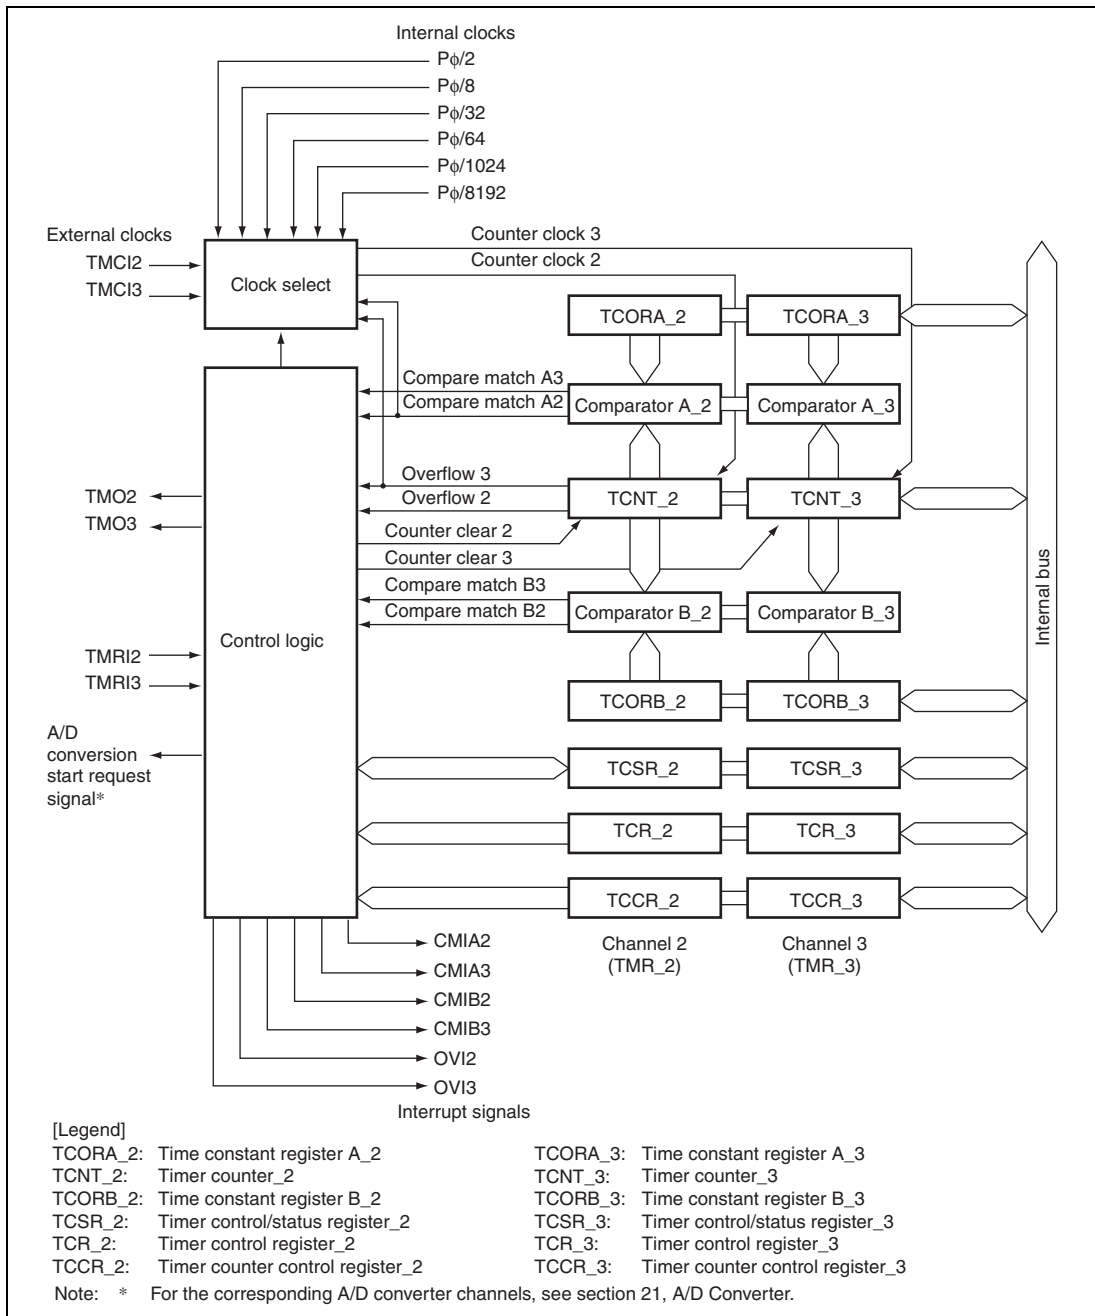 Internal clocks
Pϕ/2
Pϕ/8
Pϕ/32
Pϕ/64
Pϕ/1024
Pϕ/8192
External clocks
TMCI2
TMCI3
Clock select
Counter clock 3
Counter clock 2
TCORA_2
TCORA_3
Compare match A3
Compare match A2
Comparator A_2
Comparator A_3
TMO2
TMO3
Overflow 3
Overflow 2
TCNT_2
TCNT_3
Counter clear 2
Counter clear 3
Compare match B3
Compare match B2
Comparator B_2
Comparator B_3
Control logic
Internal bus
TMRI2
TMRI3
TCORB_2
TCORB_3
A/D
conversion
start request
signal*
TCSR_2
TCSR_3
TCR_2
TCR_3
TCCR_2
TCCR_3
Channel 2
(TMR_2)
Channel 3
(TMR_3)
CMIA2
CMIA3
CMIB2
CMIB3
OVI2
OVI3
Interrupt signals
[Legend]
TCORA_2: Time constant register A_2
TCNT_2: Timer counter_2
TCORB_2: Time constant register B_2
TCSR_2: Timer control/status register_2
TCR_2: Timer control register_2
TCCR_2: Timer counter control register_2
TCORA_3: Time constant register A_3
TCNT_3: Timer counter_3
TCORB_3: Time constant register B_3
TCSR_3: Timer control/status register_3
TCR_3: Timer control register_3
TCCR_3: Timer counter control register_3
Note: * For the corresponding A/D converter channels, see section 21, A/D Converter.